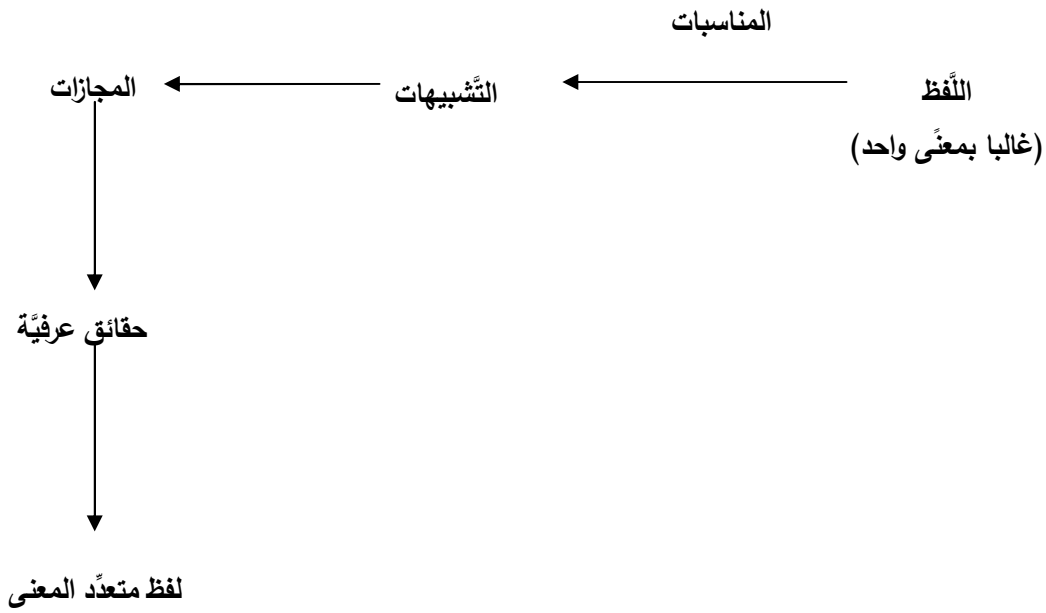 المناسبات
اللَّفظ
(غالبا بمعنًى واحد)
التَّشبيهات
المجازات
حقائق عرفيَّة
لفظ متعدِّد المعنى